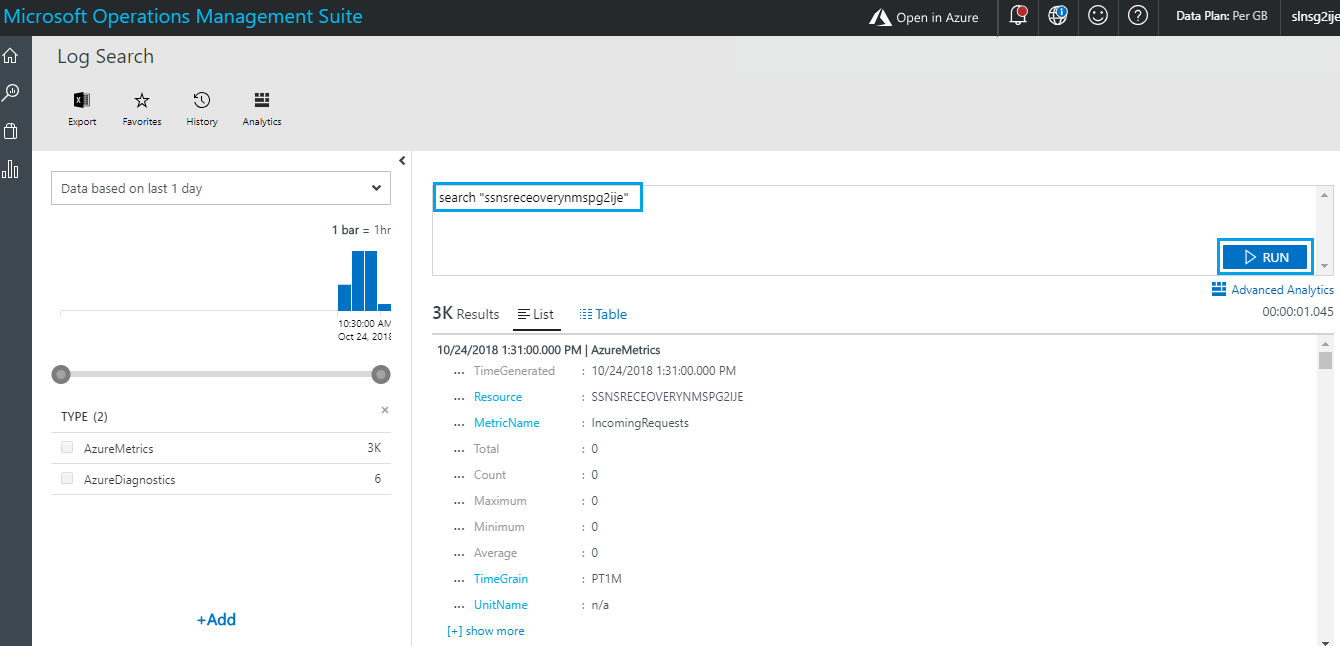 Microsoft Operations Management Suite
Open in Azure
Data Plan: Per GB
slnsg2ije
Log Search
Export
Favorites
History
Analytics
Data based on last 1 day
1 bar = 1hr
10:30:00 AM
Oct 24, 2018
TYPE (2)
AzureMetrics 3K
AzureDiagnostics 6
+Add
search "ssnsreceoverynmspg2ije"
RUN
Advanced Analytics
3K Results
List
Table
00:00:01.045
10/24/2018 1:31:00.000 PM | AzureMetrics
... TimeGenerated : 10/24/2018 1:31:00.000 PM
... Resource : SSNSRECEOVERYNMSPG2IJE
... MetricName : IncomingRequests
... Total : 0
... Count : 0
... Maximum : 0
... Minimum : 0
... Average : 0
... TimeGrain : PT1M
... UnitName : n/a
[+] show more